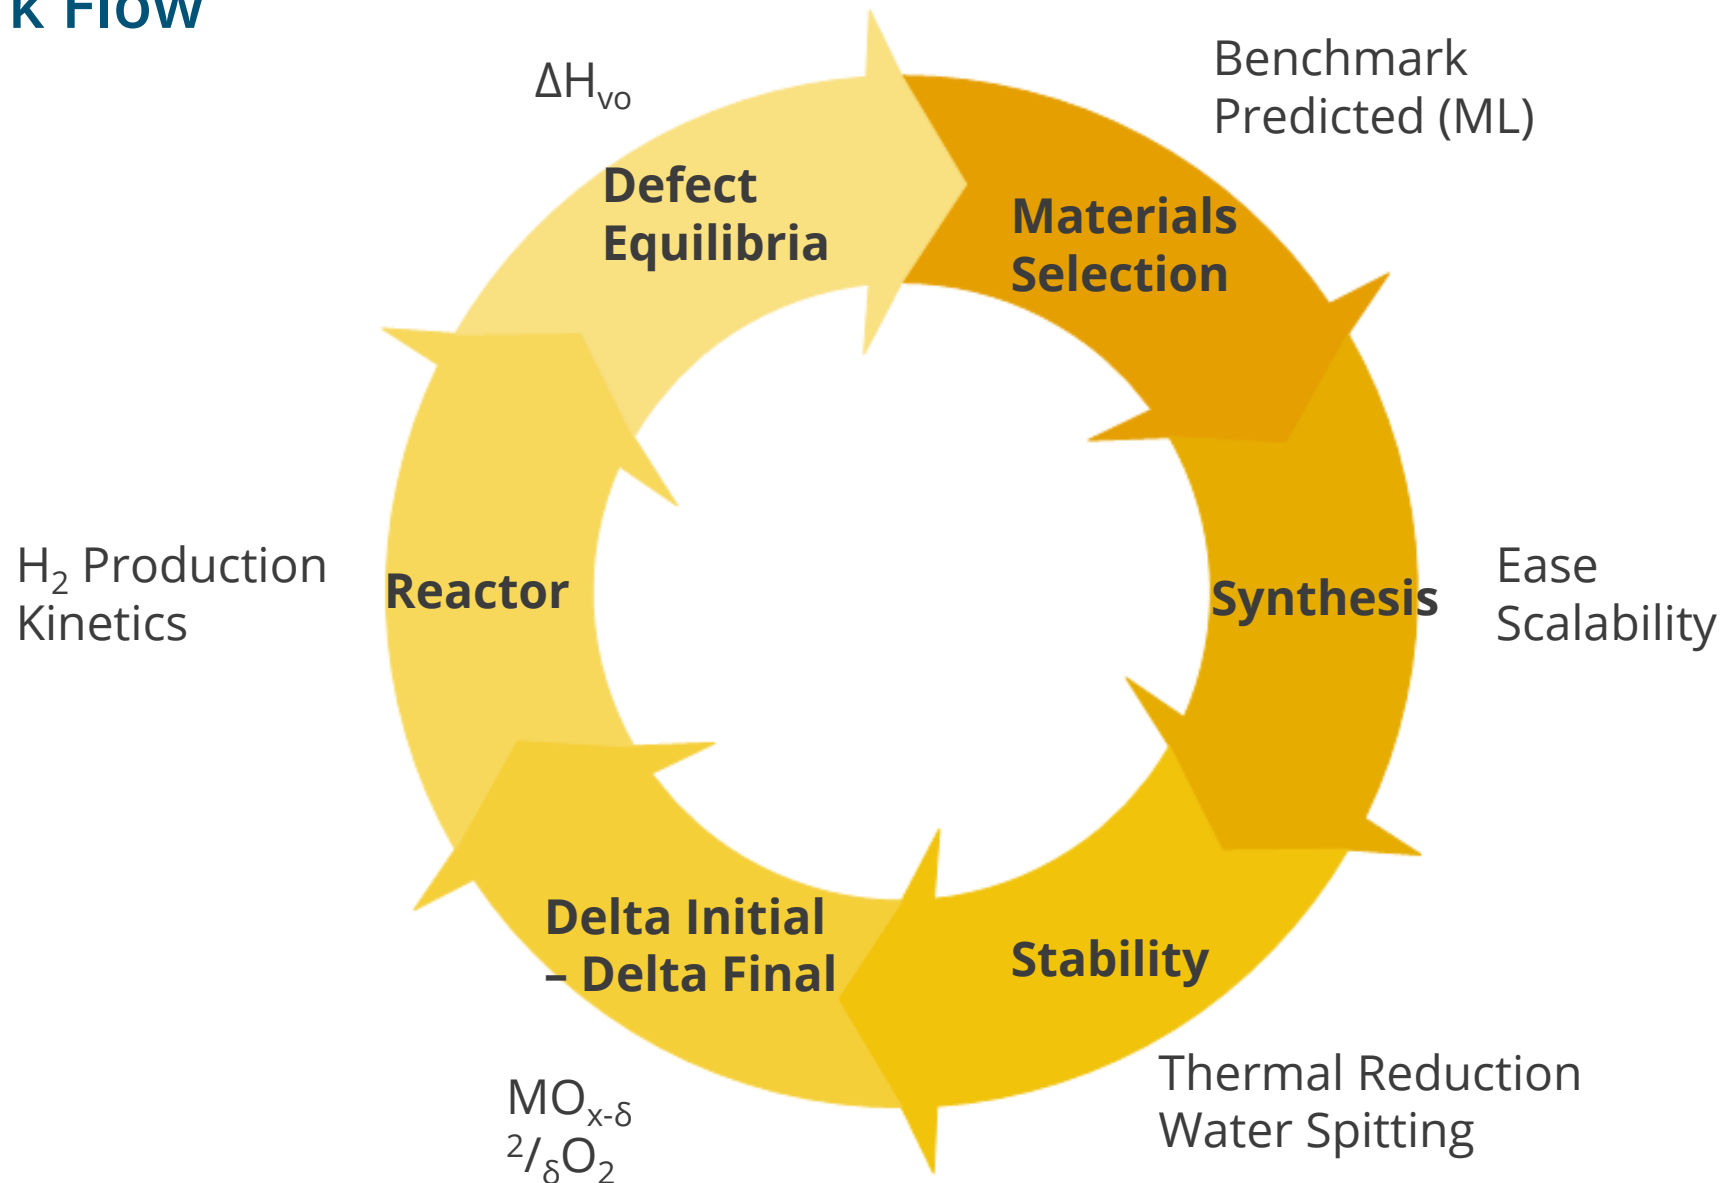 k Flow
ΔHvo
Benchmark
Predicted (ML)
Defect
Equilibria
Materials
Selection
H₂ Production
Kinetics
Reactor
Synthesis
Ease
Scalability
Delta Initial
– Delta Final
Stability
MOₓ₋δ
²/δO₂
Thermal Reduction
Water Spitting